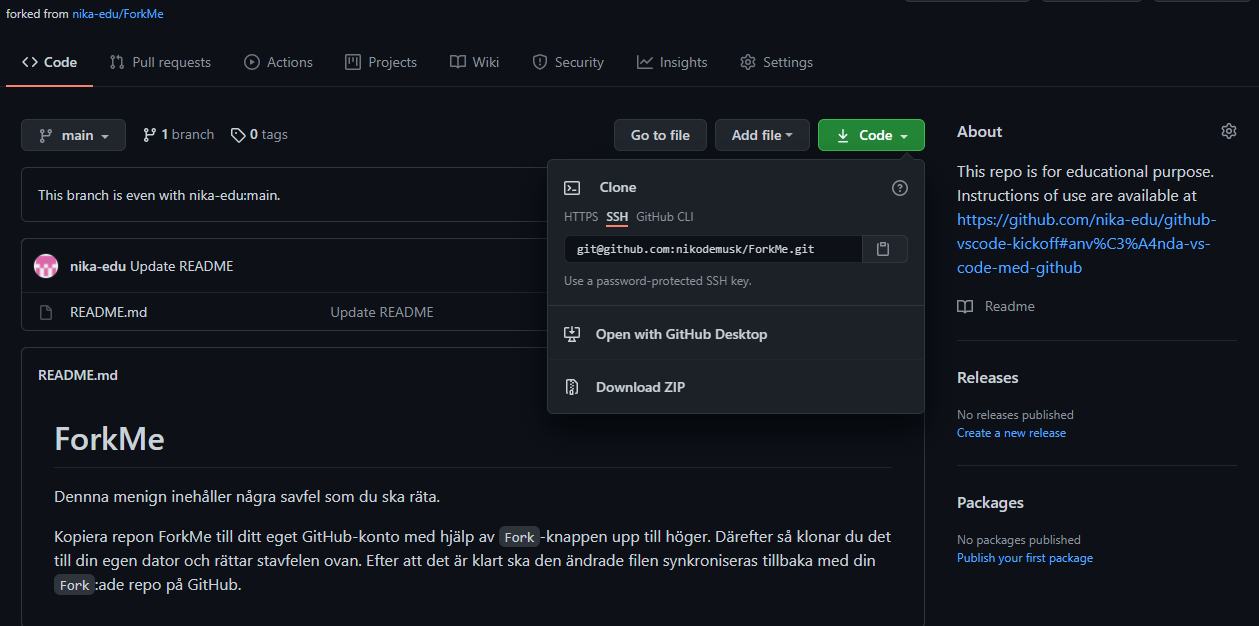 forked from nika-edu/ForkMe
Code Pull requests Actions Projects Wiki Security Insights Settings
main 1 branch 0 tags Go to file Add file Code
This branch is even with nika-edu:main.
nika-edu Update README
README.md Update README
Clone
HTTPS SSH GitHub CLI
git@github.com:nikodemusk/ForkMe.git
Use a password-protected SSH key.
Open with GitHub Desktop
Download ZIP
README.md
ForkMe
Dennna menign inehåller några savfel som du ska räta.
Kopiera repon ForkMe till ditt eget GitHub-konto med hjälp av Fork -knappen upp till höger. Därefter så klonar du det
till din egen dator och rättar stavfelen ovan. Efter att det är klart ska den ändrade filen synkroniseras tillbaka med din
Fork :ade repo på GitHub.
About
This repo is for educational purpose.
Instructions of use are available at
https://github.com/nika-edu/github-
vscode-kickoff#anv%C3%A4nda-vs-
code-med-github
Readme
Releases
No releases published
Create a new release
Packages
No packages published
Publish your first package